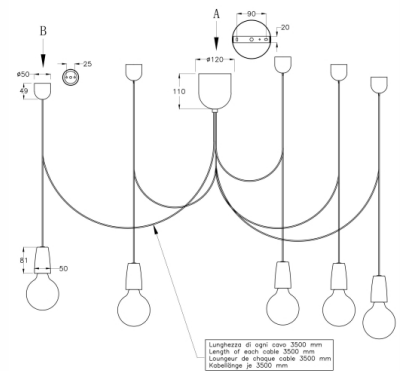 A
90
20
B
ø50
25
49
ø120
110
81
50
Lunghezza di ogni cavo 3500 mm
Length of each cable 3500 mm
Loungeur de chaque cable 3500 mm
Kabellänge je 3500 mm